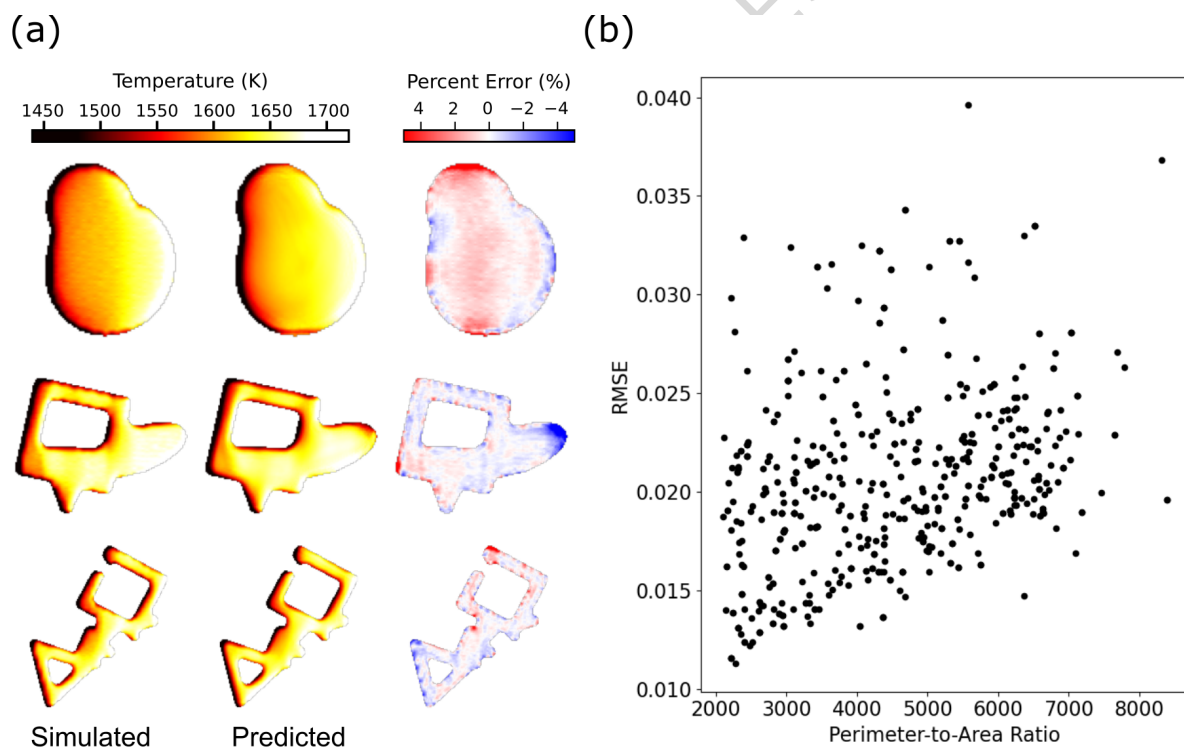 (a)
Temperature (K)
1450 1500 1550 1600 1650 1700
Percent Error (%)
4 2 0 −2 −4
Simulated
Predicted
(b)
RMSE
0.040
0.035
0.030
0.025
0.020
0.015
0.010
2000 3000 4000 5000 6000 7000 8000
Perimeter-to-Area Ratio